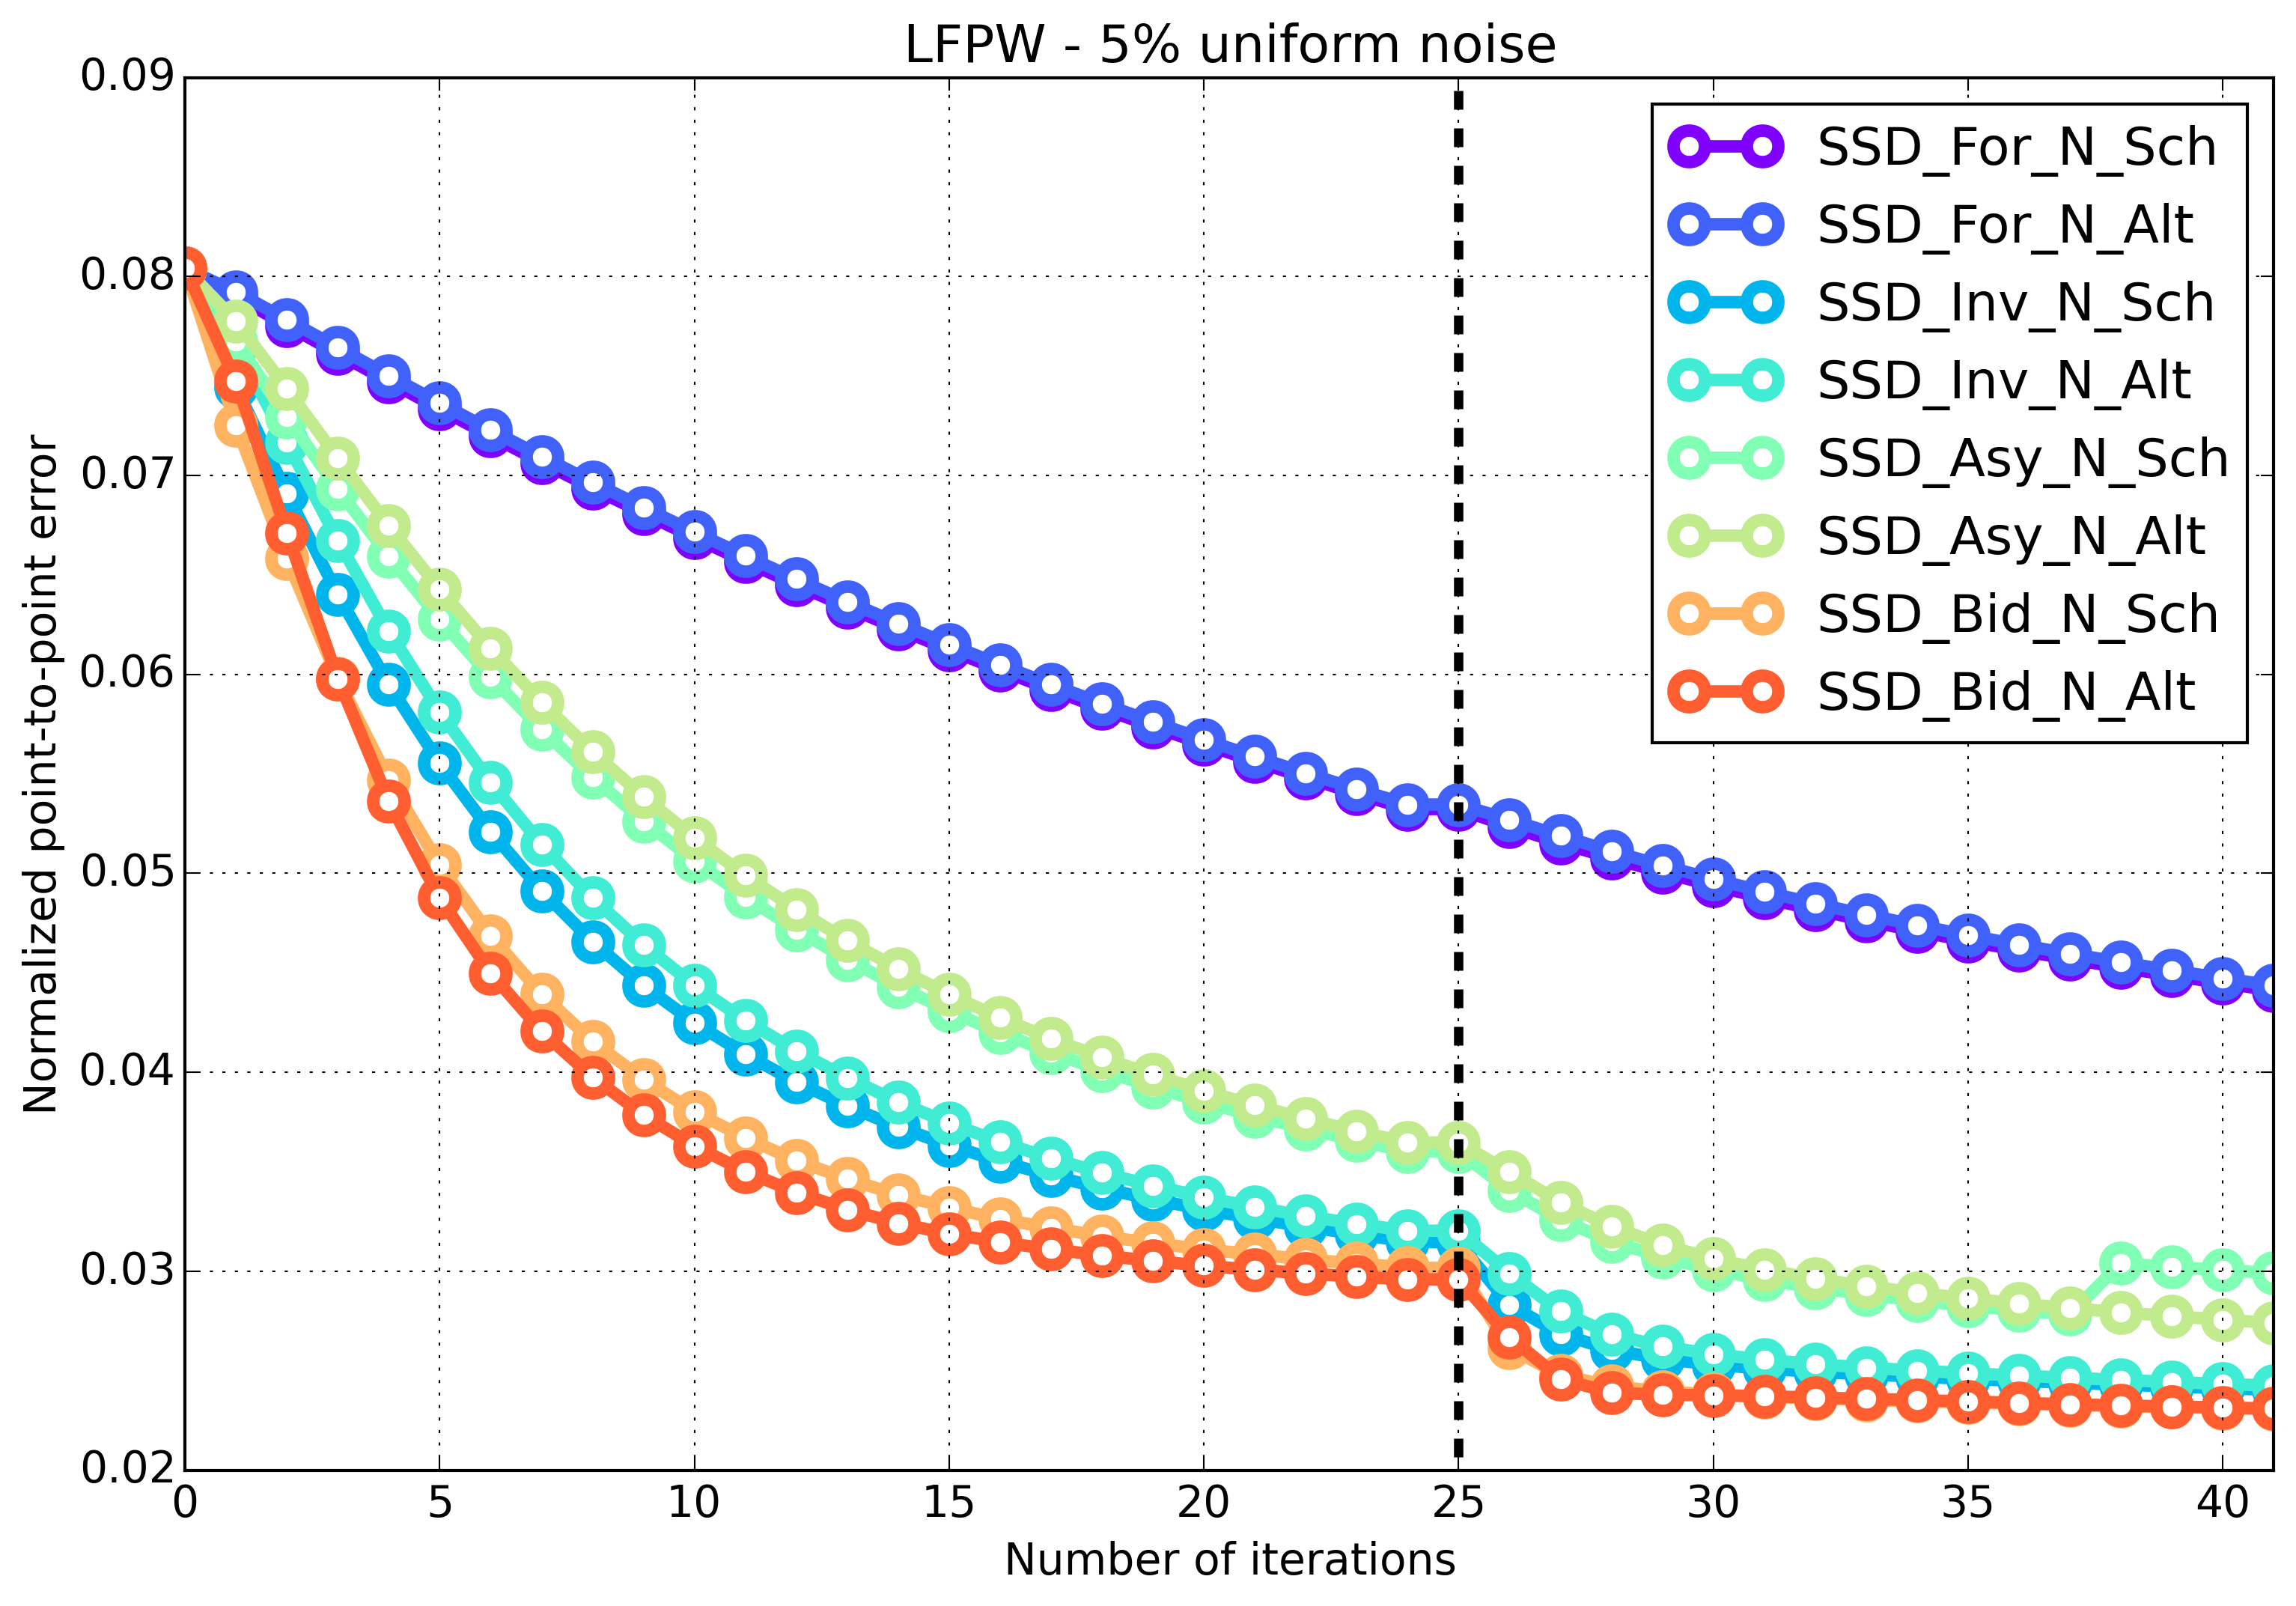 LFPW - 5% uniform noise
Normalized point-to-point error
0.09
0.08
0.07
0.06
0.05
0.04
0.03
0.02
0 5 10 15 20 25 30 35 40
Number of iterations
SSD_For_N_Sch
SSD_For_N_Alt
SSD_Inv_N_Sch
SSD_Inv_N_Alt
SSD_Asy_N_Sch
SSD_Asy_N_Alt
SSD_Bid_N_Sch
SSD_Bid_N_Alt